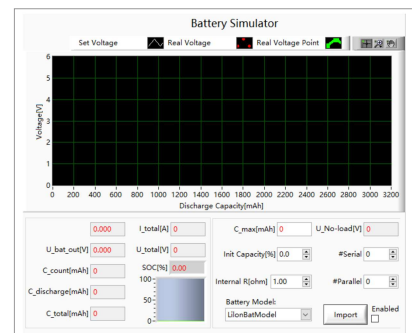 Battery Simulator
Set Voltage Real Voltage Real Voltage Point
6
5
4
3
2
1
0
Voltage[V]
0 200 400 600 800 1000 1200 1400 1600 1800 2000 2200 2400 2600 2800 3000 3200
Discharge Capacity[mAh]
0.000 I_total[A] 0
U_bat_out[V] 0.000 U_total[V] 0
C_count[mAh] 0 SOC[%] 0.00
C_discharge[mAh] 0
C_total[mAh] 0
100
50
0
C_max[mAh] 0 U_No-load[V] 0
Init Capacity[%] 0.0 #Serial 0
Internal R[ohm] 1.00 #Parallel 0
Battery Model:
LiIonBatModel Import Enabled